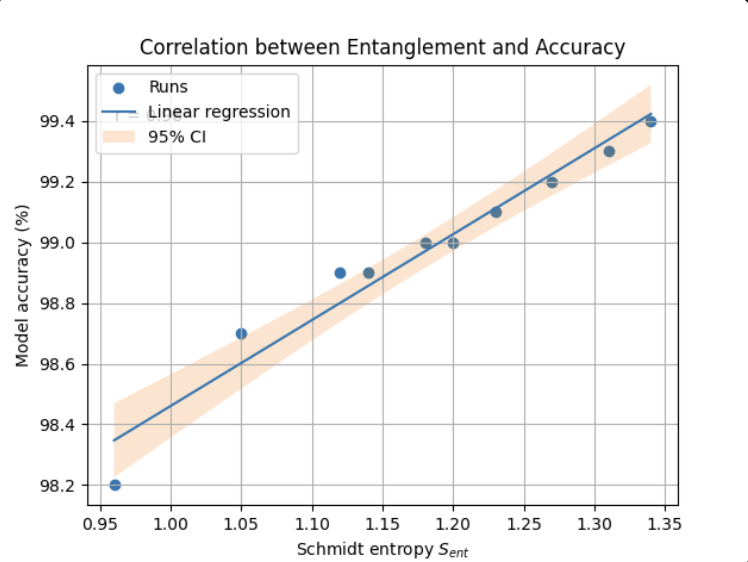 Correlation between Entanglement and Accuracy
Runs
Linear regression
95% CI
99.4
99.2
99.0
98.8
98.6
98.4
98.2
Model accuracy (%)
0.95 1.00 1.05 1.10 1.15 1.20 1.25 1.30 1.35
Schmidt entropy S_ent